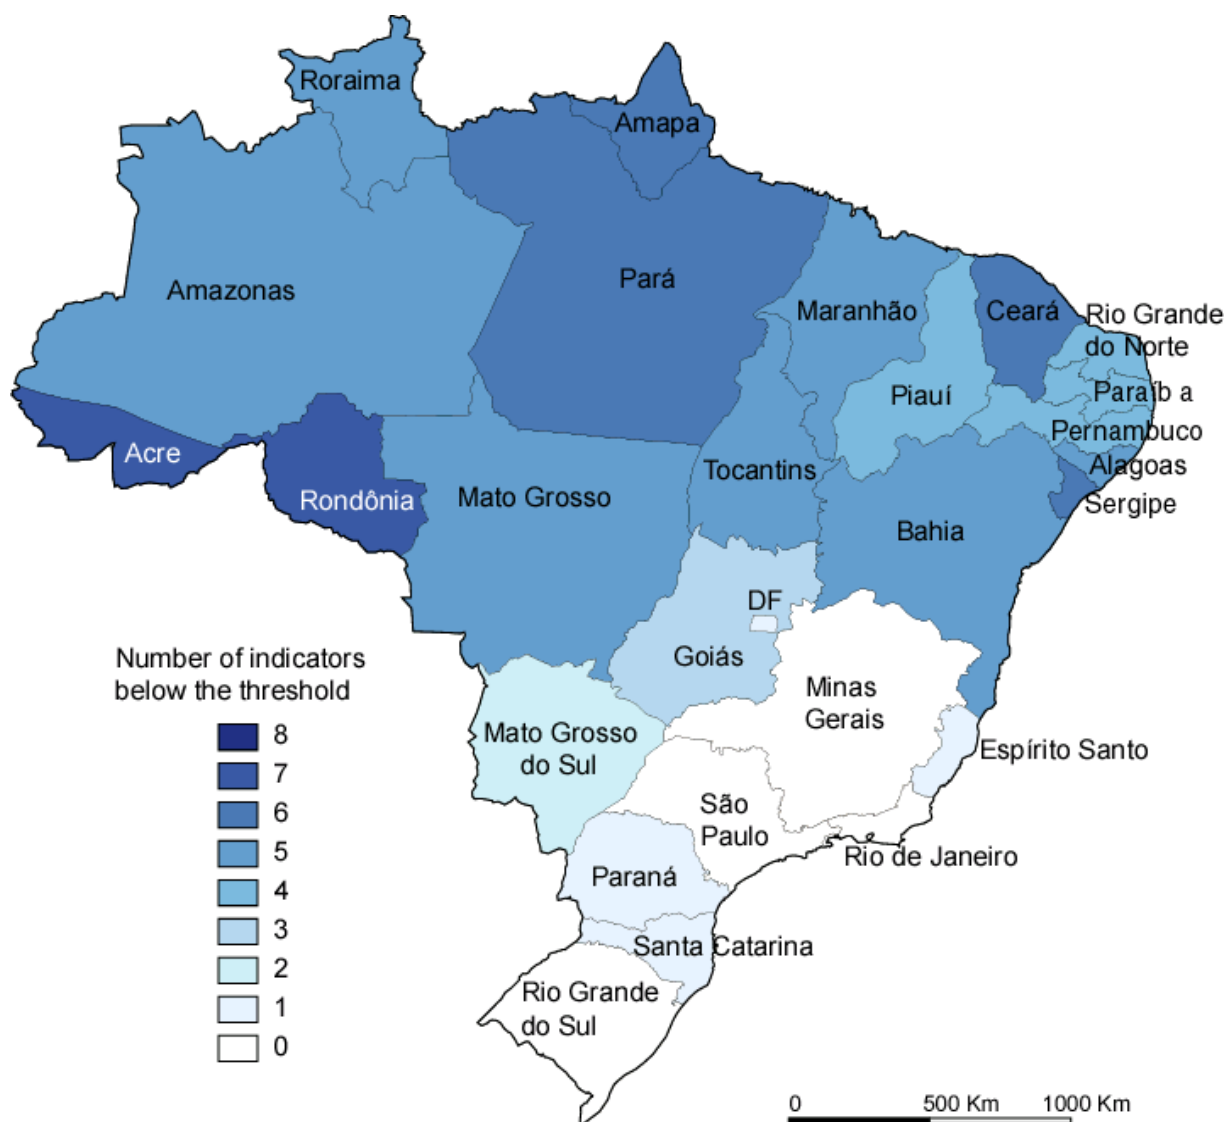 Roraima
Amapa
Amazonas
Pará
Maranhão
Ceará
Rio Grande
do Norte
Piauí
Paraíb a
Pernambuco
Acre
Rondônia
Mato Grosso
Tocantins
Alagoas
Sergipe
Bahia
DF
Goiás
Minas
Gerais
Mato Grosso
do Sul
Espírito Santo
São
Paulo
Rio de Janeiro
Paraná
Santa Catarina
Rio Grande
do Sul
Number of indicators
below the threshold
8
7
6
5
4
3
2
1
0
0 500 Km 1000 Km